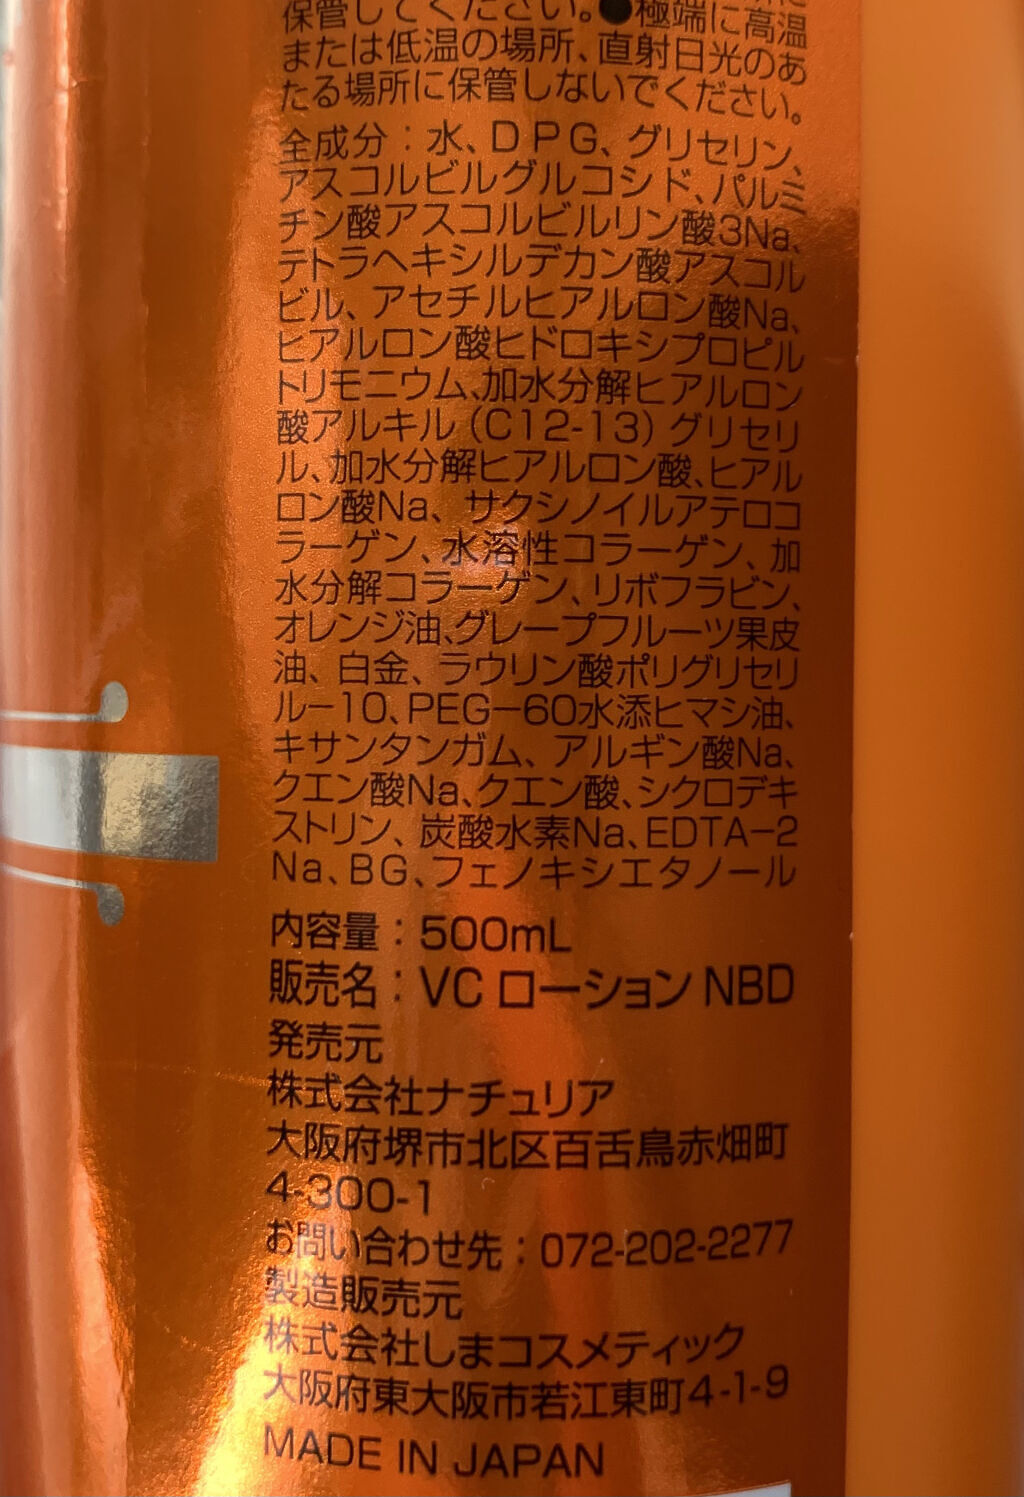 保管してください。●極端に高温
または低温の場所、直射日光のあ
たる場所に保管しないでください。
全成分：水、DPG、グリセリン、
アスコルビルグルコシド、パルミ
チン酸アスコルビルリン酸3Na、
テトラヘキシルデカン酸アスコル
ビル、アセチルヒアルロン酸Na、
ヒアルロン酸ヒドロキシプロピル
トリモニウム、加水分解ヒアルロン
酸アルキル（C12-13）グリセリ
ル、加水分解ヒアルロン酸、ヒアル
ロン酸Na、サクシノイルアテロコ
ラーゲン、水溶性コラーゲン、加
水分解コラーゲン、リボフラビン、
オレンジ油、グレープフルーツ果皮
油、白金、ラウリン酸ポリグリセリ
ル−10、PEG−60水添ヒマシ油、
キサンタンガム、アルギン酸Na、
クエン酸Na、クエン酸、シクロデキ
ストリン、炭酸水素Na、EDTA−2
Na、BG、フェノキシエタノール
内容量：500mL
販売名：VC ローション NBD
発売元
株式会社ナチュリア
大阪府堺市北区百舌鳥赤畑町
4-300-1
お問い合わせ先：072-202-2277
製造販売元
株式会社しまコスメティック
大阪府東大阪市若江東町4-1-9
MADE IN JAPAN